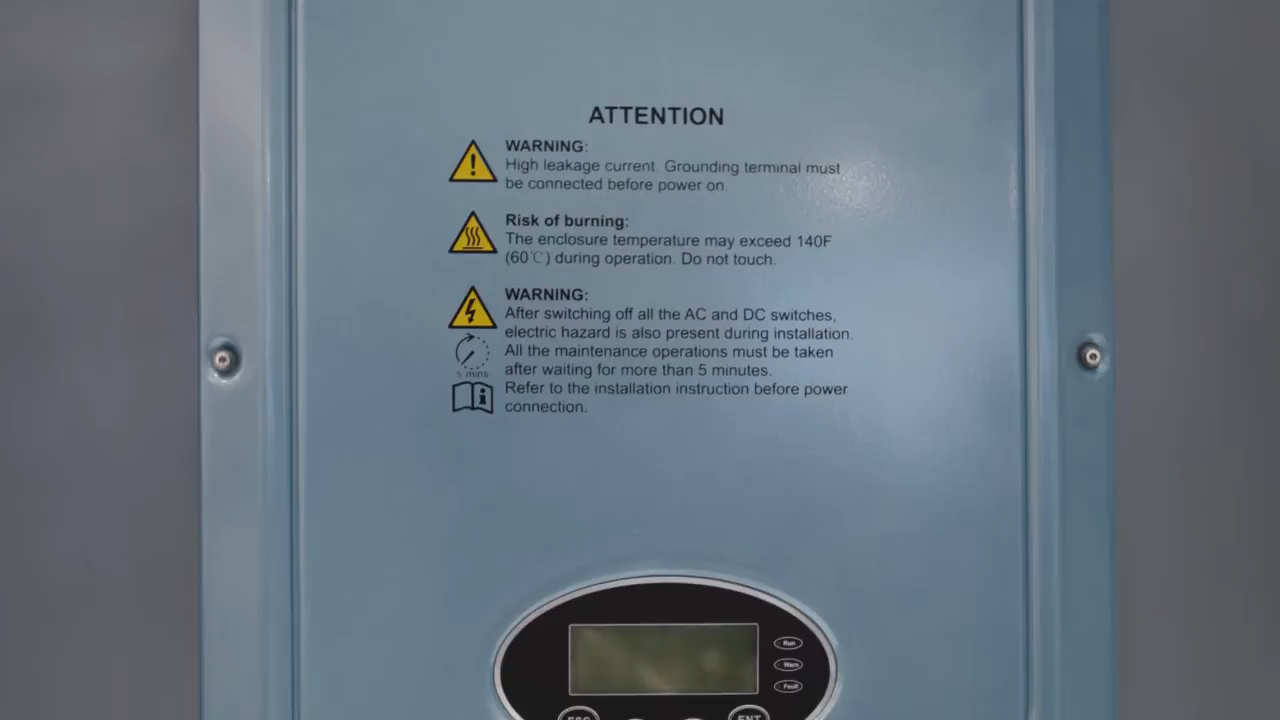 ATTENTION
WARNING:
High leakage current. Grounding terminal must
be connected before power on.
Risk of burning:
The enclosure temperature may exceed 140F
(60℃) during operation. Do not touch.
WARNING:
After switching off all the AC and DC switches,
electric hazard is also present during installation.
All the maintenance operations must be taken
after waiting for more than 5 minutes.
5 mins
Refer to the installation instruction before power
connection.
Run
Warn
Fault
ESC
ENT